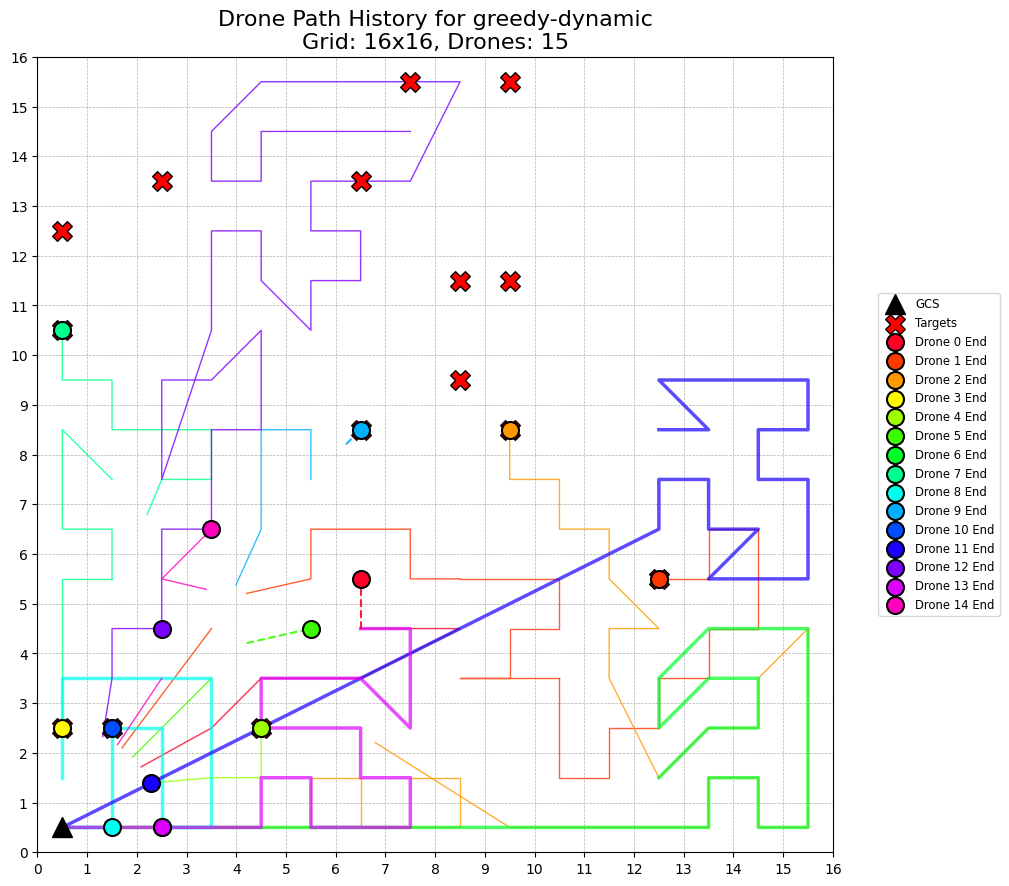 Drone Path History for greedy-dynamic
Grid: 16x16, Drones: 15
16
15
14
13
12
11
10
9
8
7
6
5
4
3
2
1
0
0 1 2 3 4 5 6 7 8 9 10 11 12 13 14 15 16
GCS
Targets
Drone 0 End
Drone 1 End
Drone 2 End
Drone 3 End
Drone 4 End
Drone 5 End
Drone 6 End
Drone 7 End
Drone 8 End
Drone 9 End
Drone 10 End
Drone 11 End
Drone 12 End
Drone 13 End
Drone 14 End